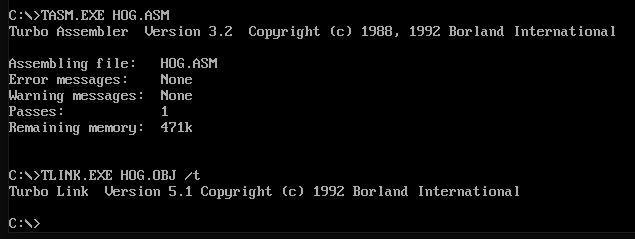 C:\>TASM.EXE HOG.ASM
Turbo Assembler  Version 3.2  Copyright (c) 1988, 1992 Borland International
Assembling file:   HOG.ASM
Error messages:    None
Warning messages:  None
Passes:            1
Remaining memory:  471k
C:\>TLINK.EXE HOG.OBJ /t
Turbo Link  Version 5.1 Copyright (c) 1992 Borland International
C:\>